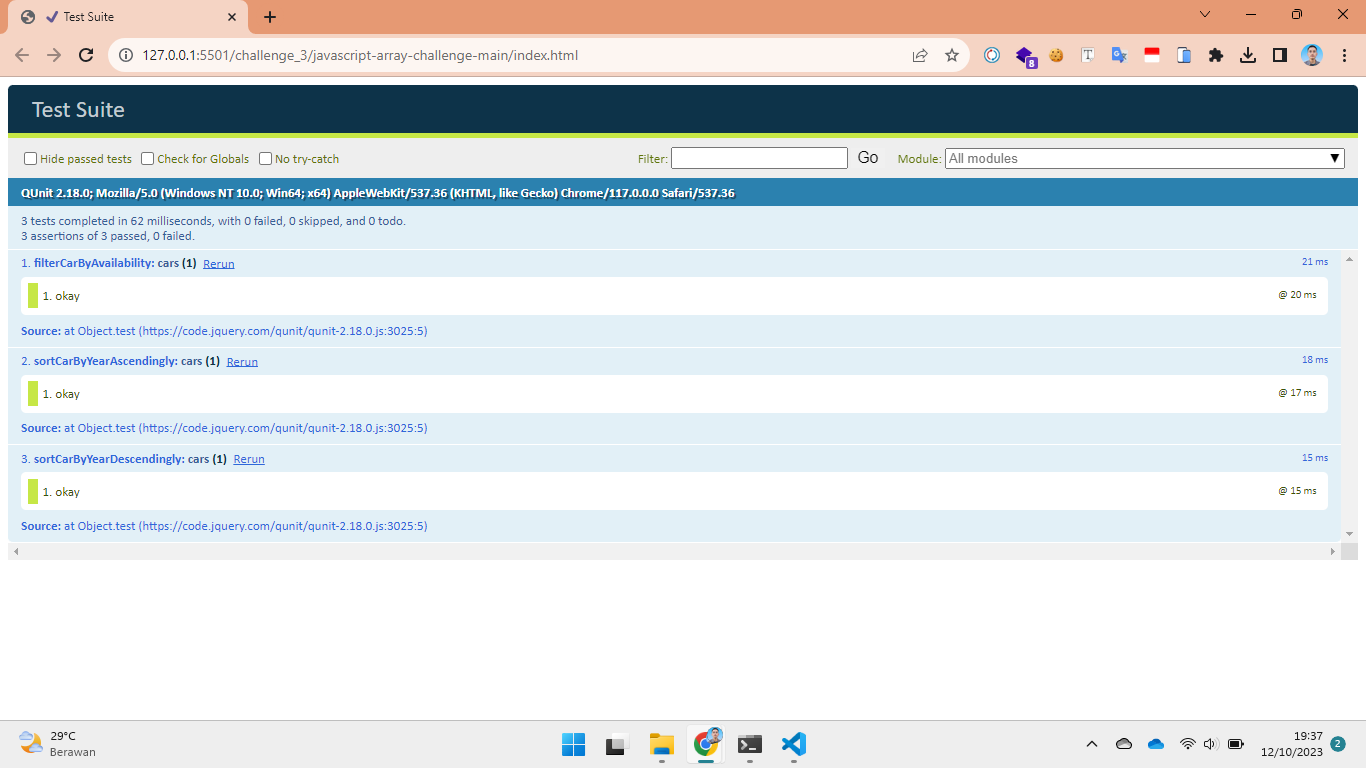 Test Suite
127.0.0.1:5501/challenge_3/javascript-array-challenge-main/index.html
8
Test Suite
Hide passed tests Check for Globals No try-catch Filter: Go Module: All modules
QUnit 2.18.0; Mozilla/5.0 (Windows NT 10.0; Win64; x64) AppleWebKit/537.36 (KHTML, like Gecko) Chrome/117.0.0.0 Safari/537.36
3 tests completed in 62 milliseconds, with 0 failed, 0 skipped, and 0 todo.
3 assertions of 3 passed, 0 failed.
1. filterCarByAvailability: cars (1) Rerun 21 ms
1. okay @ 20 ms
Source: at Object.test (https://code.jquery.com/qunit/qunit-2.18.0.js:3025:5)
2. sortCarByYearAscendingly: cars (1) Rerun 18 ms
1. okay @ 17 ms
Source: at Object.test (https://code.jquery.com/qunit/qunit-2.18.0.js:3025:5)
3. sortCarByYearDescendingly: cars (1) Rerun 15 ms
1. okay @ 15 ms
Source: at Object.test (https://code.jquery.com/qunit/qunit-2.18.0.js:3025:5)
29°C
Berawan
19:37
12/10/2023
2